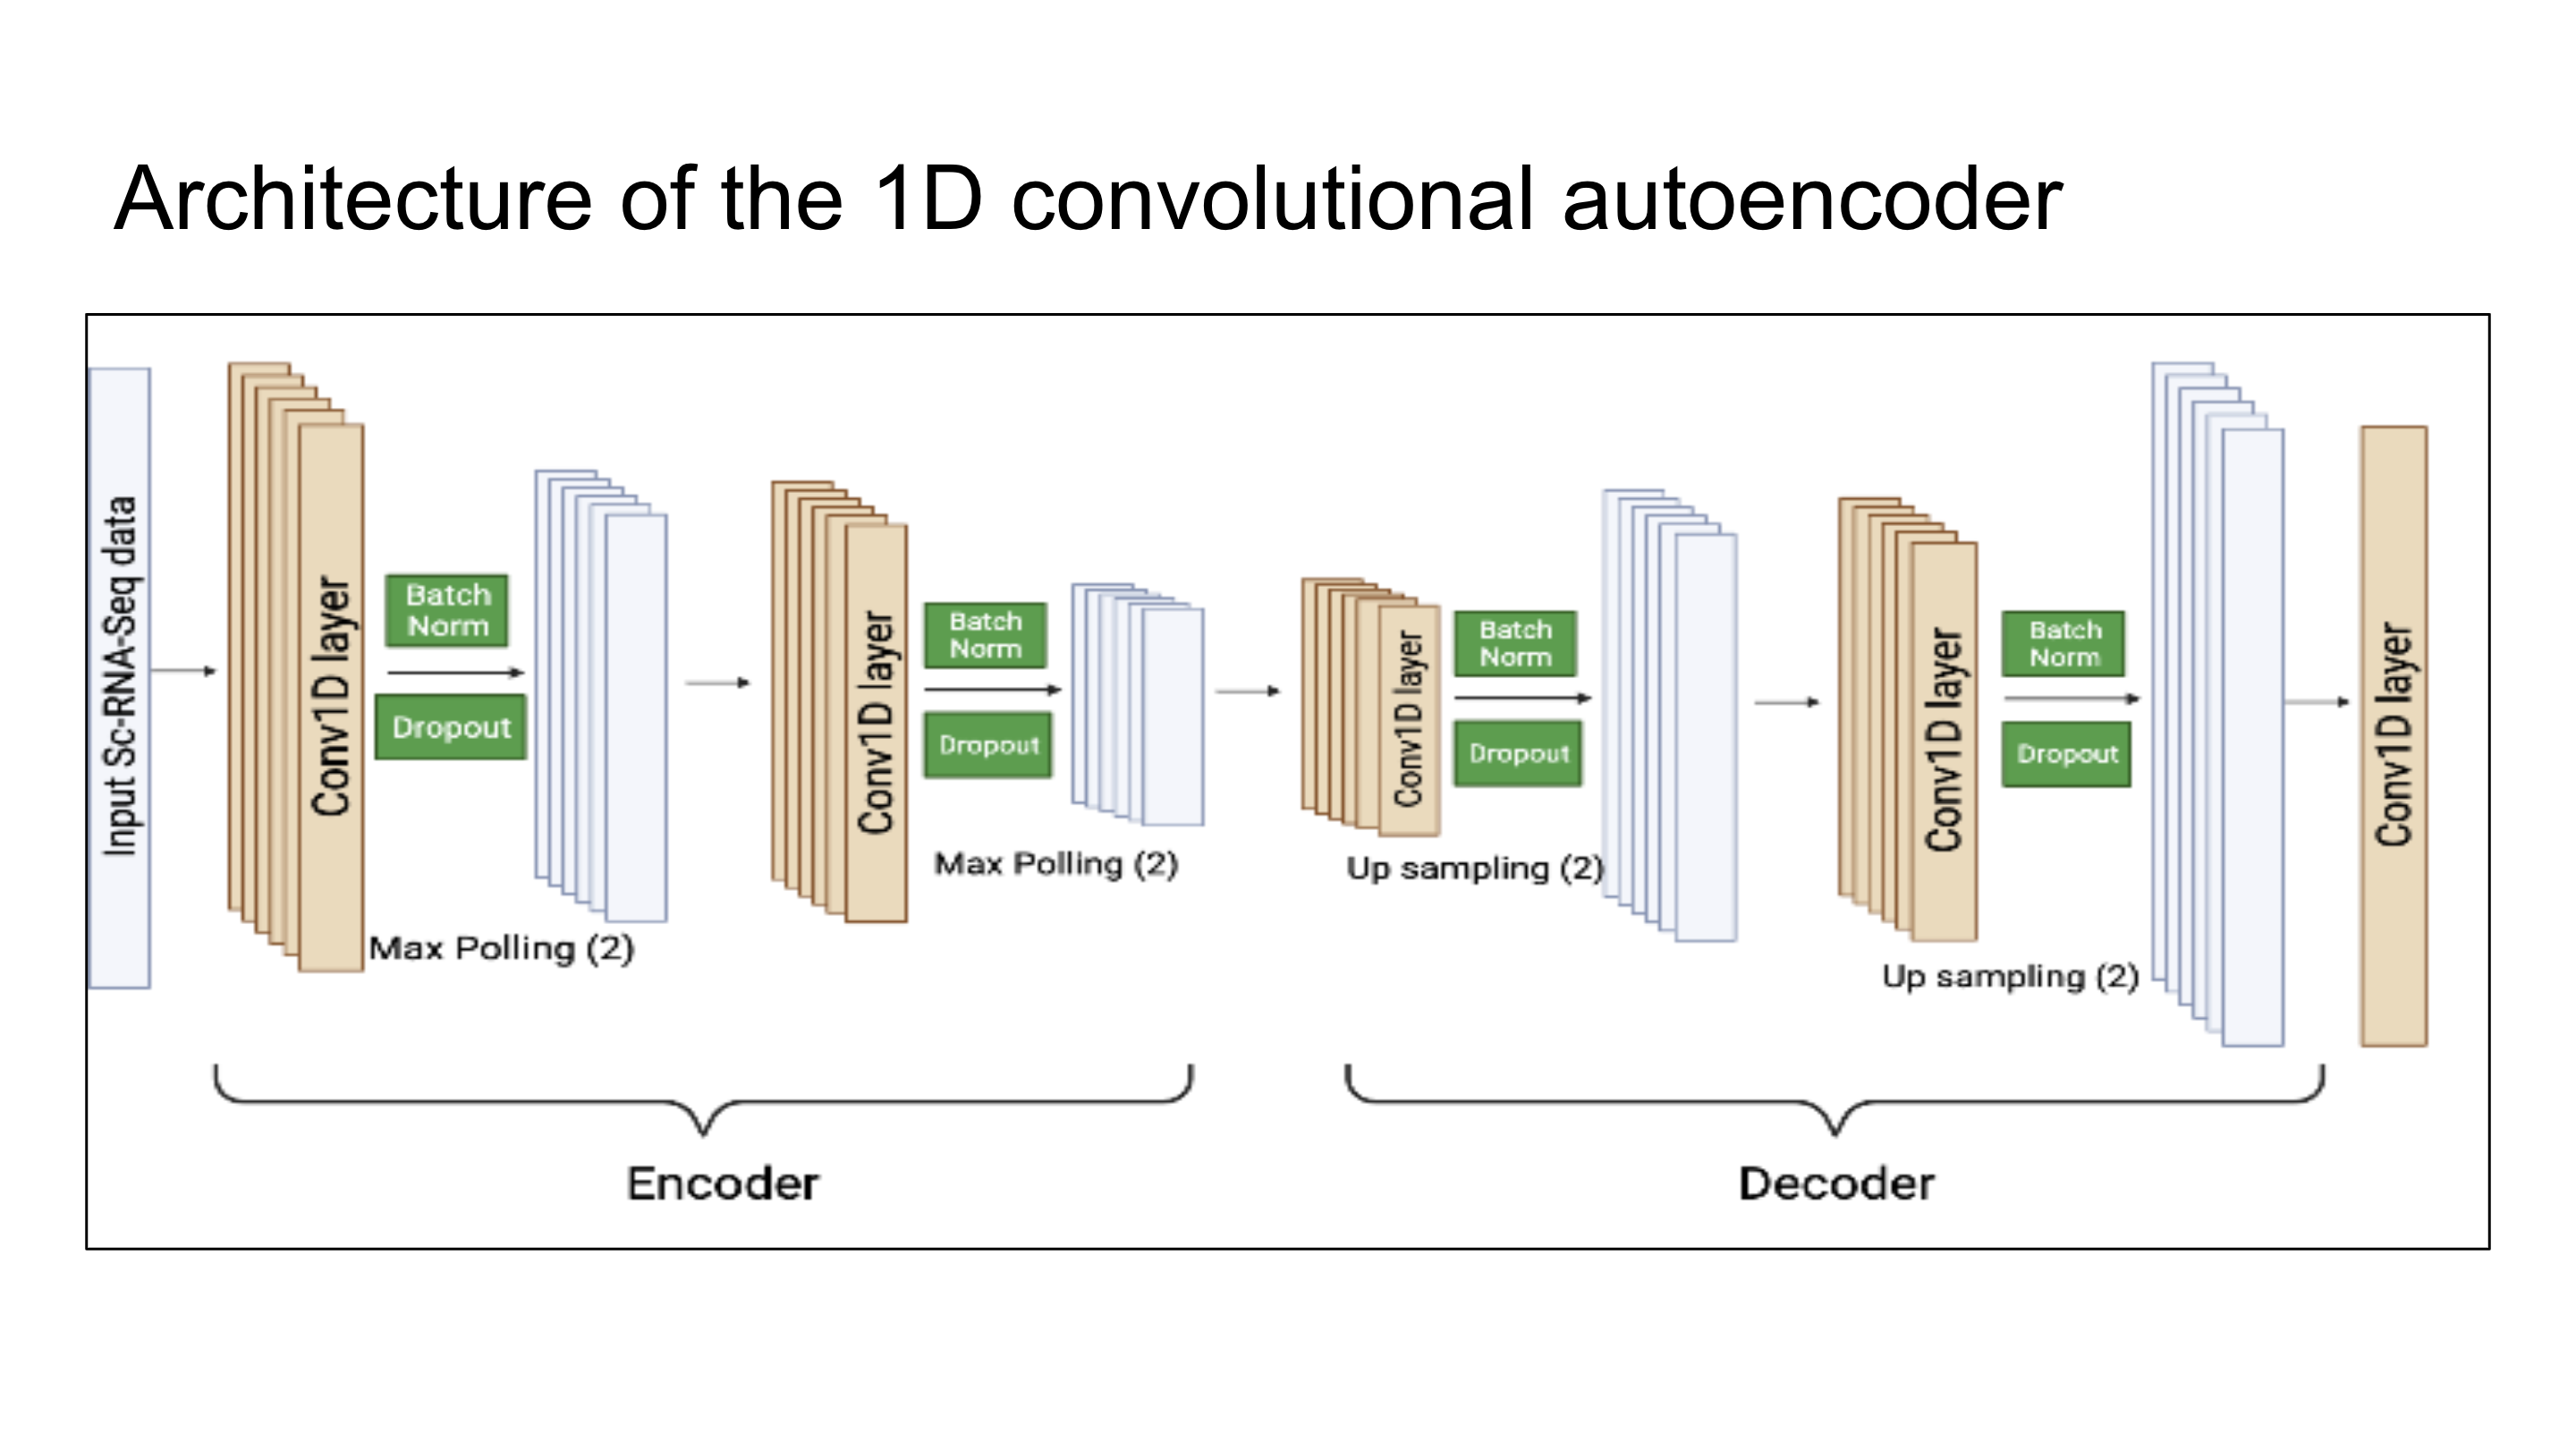 Architecture of the 1D convolutional autoencoder
Input Sc-RNA-Seq data
Conv1D layer
Batch
Norm
Dropout
Max Polling (2)
Conv1D layer
Batch
Norm
Dropout
Max Polling (2)
Conv1D layer
Batch
Norm
Dropout
Up sampling (2)
Conv1D layer
Batch
Norm
Dropout
Up sampling (2)
Conv1D layer
Encoder
Decoder